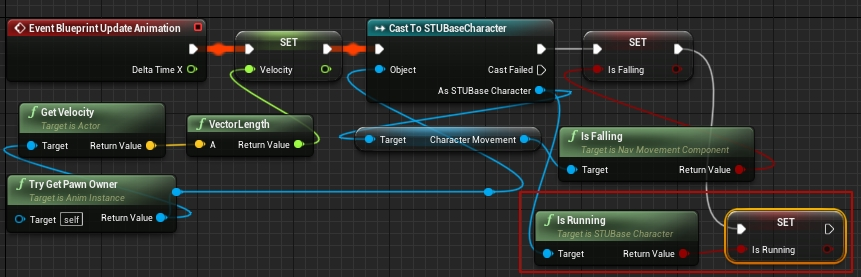 Event Blueprint Update Animation
Delta Time X
SET
Velocity
Cast To STUBaseCharacter
Object
Cast Failed
As STUBase Character
SET
Is Falling
Get Velocity
Target is Actor
Target
Return Value
VectorLength
A
Return Value
Target
Character Movement
Is Falling
Target is Nav Movement Component
Target
Return Value
Try Get Pawn Owner
Target is Anim Instance
Target
self
Return Value
Is Running
Target is STUBase Character
Target
Return Value
SET
Is Running